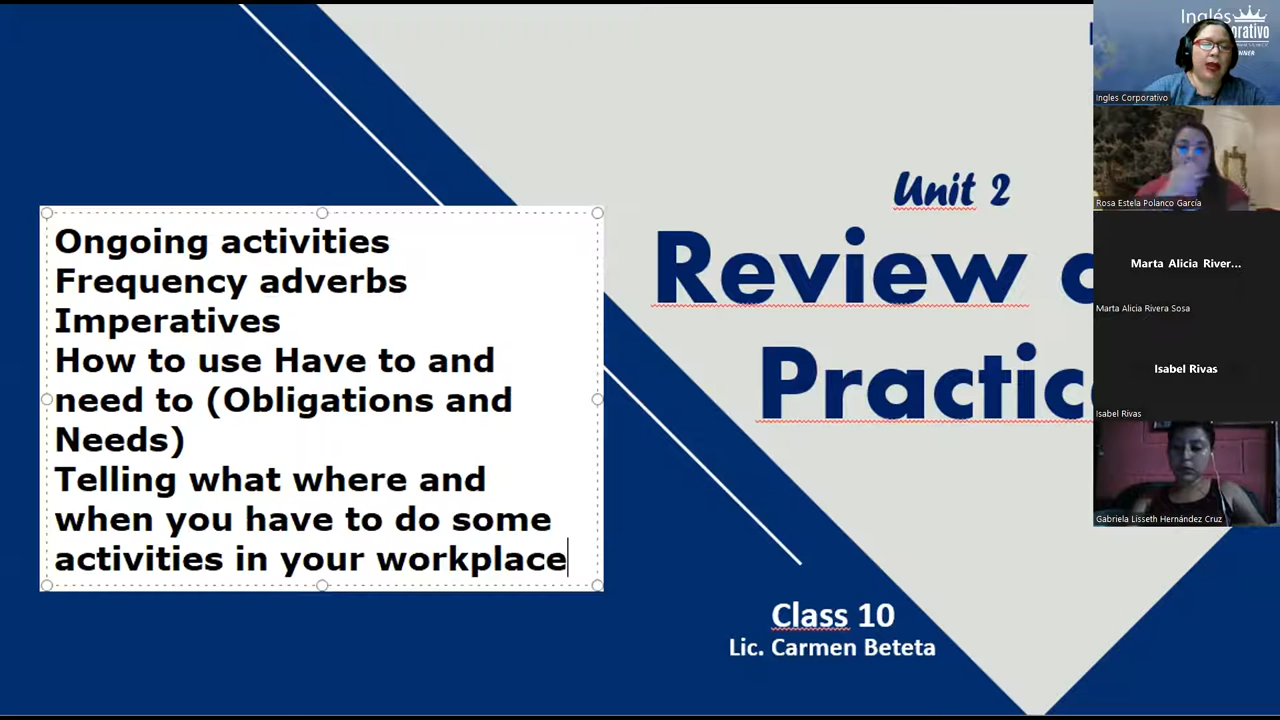 Ongoing activities
Frequency adverbs
Imperatives
How to use Have to and
need to (Obligations and
Needs)
Telling what where and
when you have to do some
activities in your workplace
Unit 2
Review
Practic
Class 10
Lic. Carmen Beteta
Inglés
Ingles Corporativo
Rosa Estela Polanco García
Marta Alicia River...
Marta Alicia Rivera Sosa
Isabel Rivas
Isabel Rivas
Gabriela Lisseth Hernández Cruz